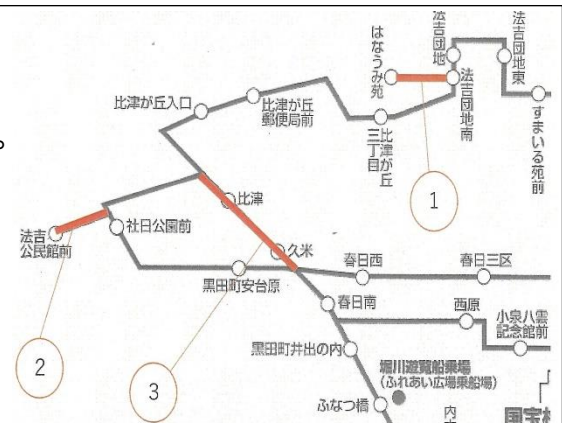 。
はなうみ苑
法吉団地
法吉団地東
法吉団地南
すまいる苑前
比津が丘入口
比津が丘
郵便局前
比津が丘
三丁目
1
比津
法吉
公民館前
社日公園前
久米
黒田町安台原
春日西
春日三区
春日南
西原
小泉八雲
記念館前
2
3
黒田町井出の内
堀川遊覧船乗場
(ふれあい広場乗船場)
ふなつ橋
内
国宝